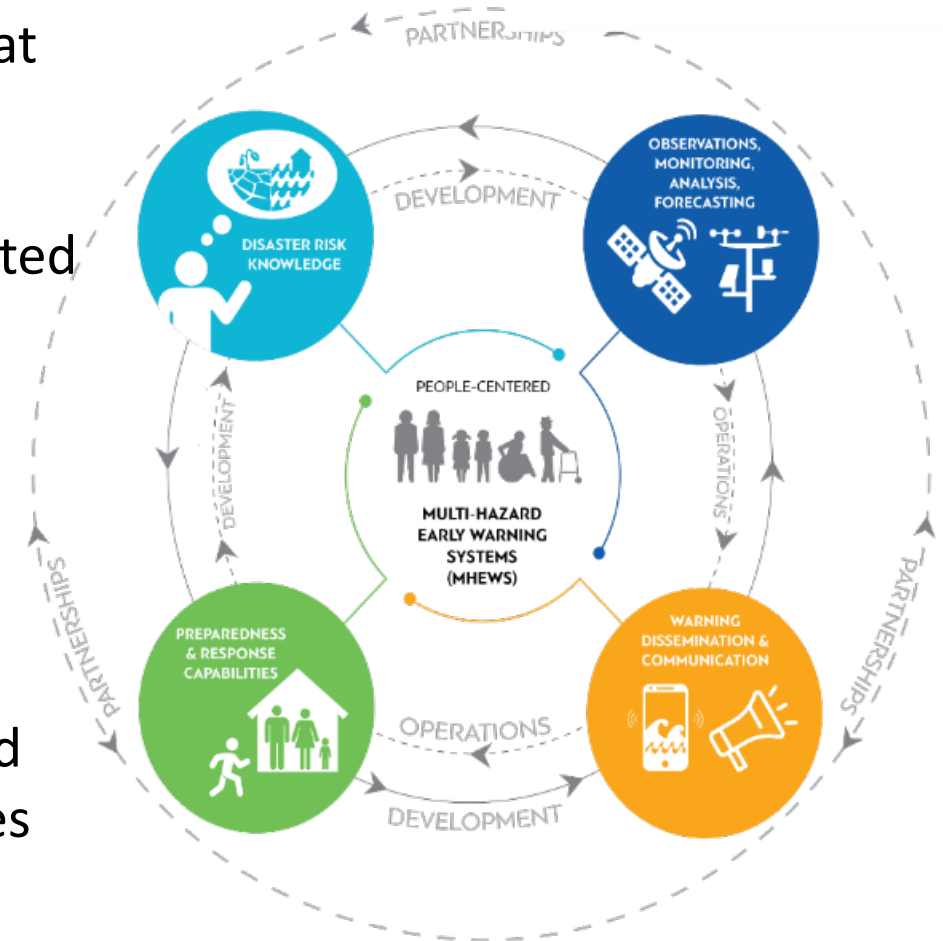 at
PARTNERSHIPS
OBSERVATIONS,
MONITORING,
ANALYSIS,
FORECASTING
DEVELOPMENT
ted
DISASTER RISK
KNOWLEDGE
PEOPLE-CENTERED
DEVELOPMENT
OPERATIONS
MULTI-HAZARD
EARLY WARNING
SYSTEMS
(MHEWS)
PARTNERSHIPS
PARTNERSHIPS
PREPAREDNESS
& RESPONSE
CAPABILITIES
WARNING
DISSEMINATION &
COMMUNICATION
OPERATIONS
d
es
DEVELOPMENT